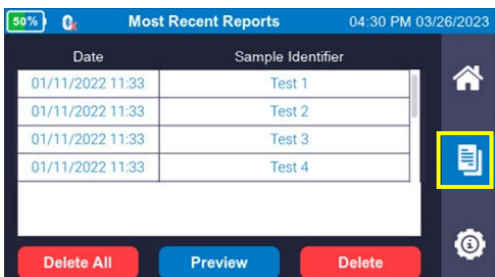 50% Most Recent Reports 04:30 PM 03/26/2023
Date Sample Identifier
01/11/2022 11:33 Test 1
01/11/2022 11:33 Test 2
01/11/2022 11:33 Test 3
01/11/2022 11:33 Test 4
Delete All Preview Delete